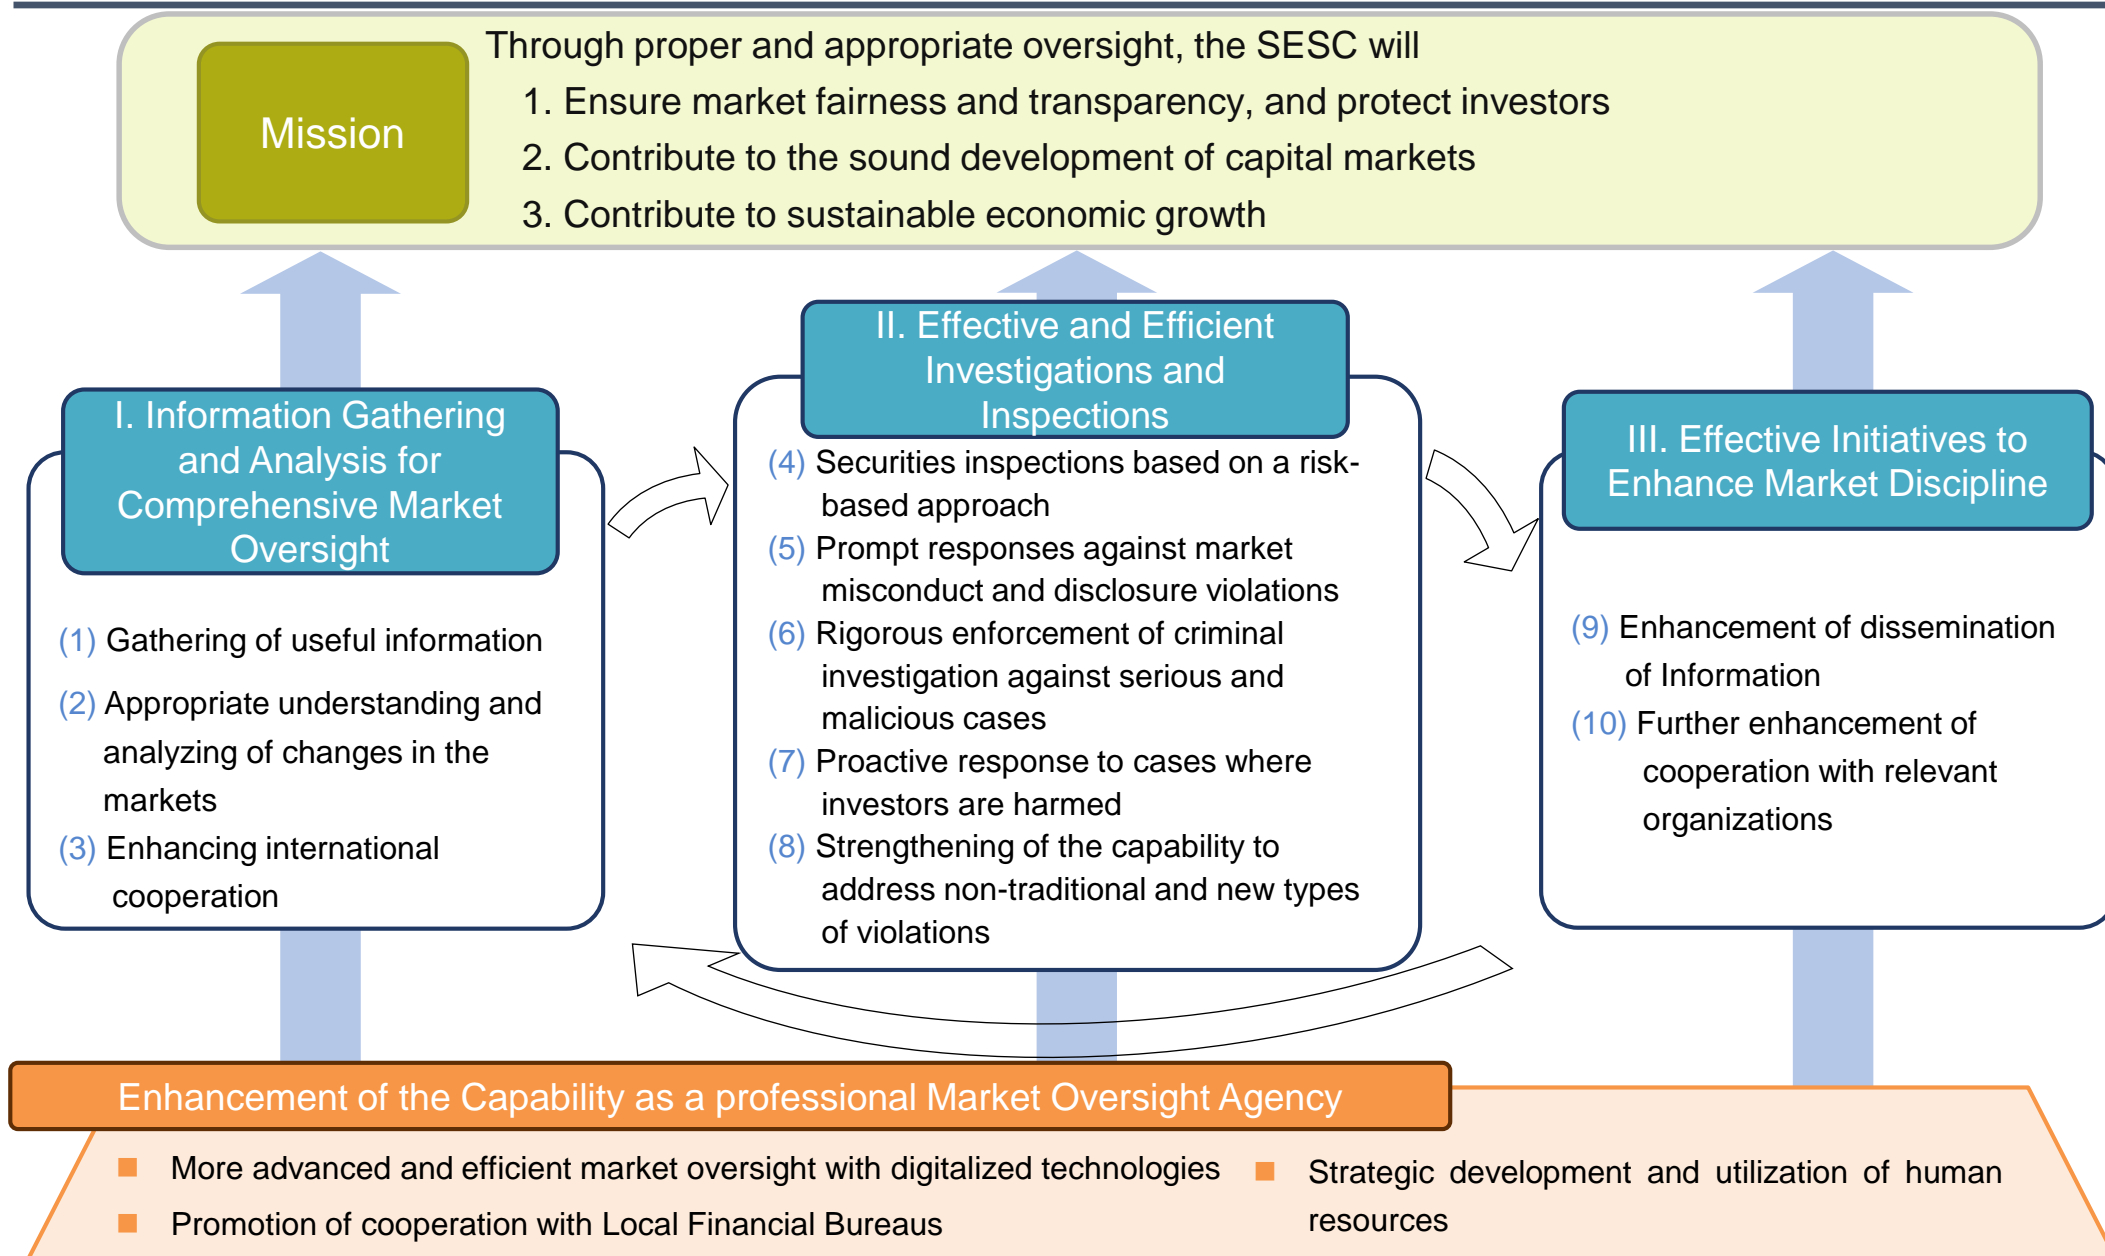 Mission
Through proper and appropriate oversight, the SESC will
1. Ensure market fairness and transparency, and protect investors
2. Contribute to the sound development of capital markets
3. Contribute to sustainable economic growth
I. Information Gathering
and Analysis for
Comprehensive Market
Oversight
(1) Gathering of useful information
(2) Appropriate understanding and
analyzing of changes in the
markets
(3) Enhancing international
cooperation
II. Effective and Efficient
Investigations and
Inspections
(4) Securities inspections based on a risk-
based approach
(5) Prompt responses against market
misconduct and disclosure violations
(6) Rigorous enforcement of criminal
investigation against serious and
malicious cases
(7) Proactive response to cases where
investors are harmed
(8) Strengthening of the capability to
address non-traditional and new types
of violations
III. Effective Initiatives to
Enhance Market Discipline
(9) Enhancement of dissemination
of Information
(10) Further enhancement of
cooperation with relevant
organizations
Enhancement of the Capability as a professional Market Oversight Agency
More advanced and efficient market oversight with digitalized technologies
Promotion of cooperation with Local Financial Bureaus
Strategic development and utilization of human
resources